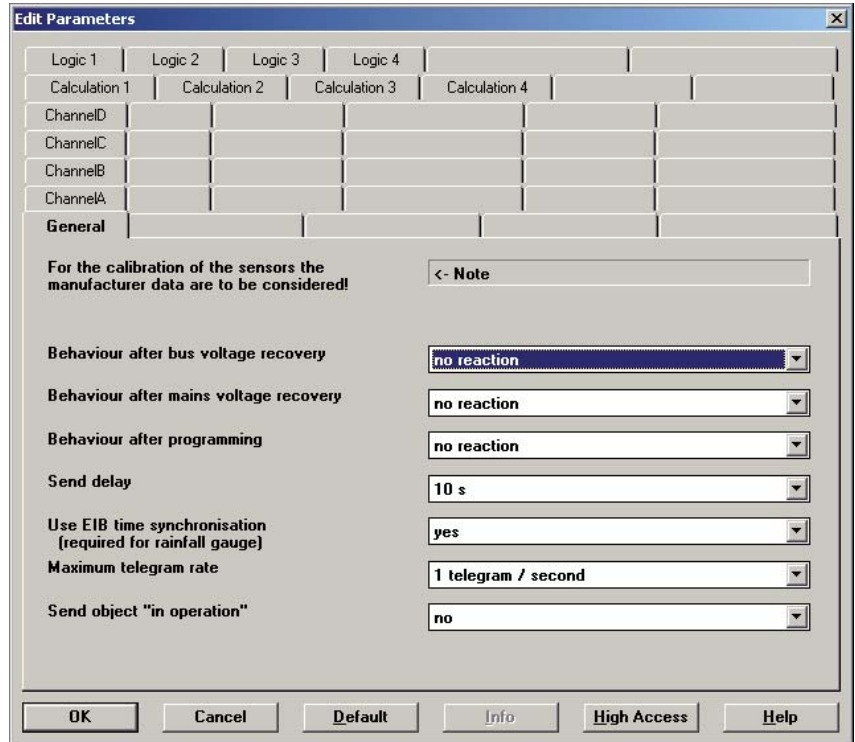 Edit Parameters
Logic 1 Logic 2 Logic 3 Logic 4
Calculation 1 Calculation 2 Calculation 3 Calculation 4
ChannelD
ChannelC
ChannelB
ChannelA
General
For the calibration of the sensors the
manufacturer data are to be considered!
<- Note
Behaviour after bus voltage recovery no reaction
Behaviour after mains voltage recovery no reaction
Behaviour after programming no reaction
Send delay 10 s
Use EIB time synchronisation
(required for rainfall gauge)
yes
Maximum telegram rate 1 telegram / second
Send object "in operation" no
OK Cancel Default Info High Access Help